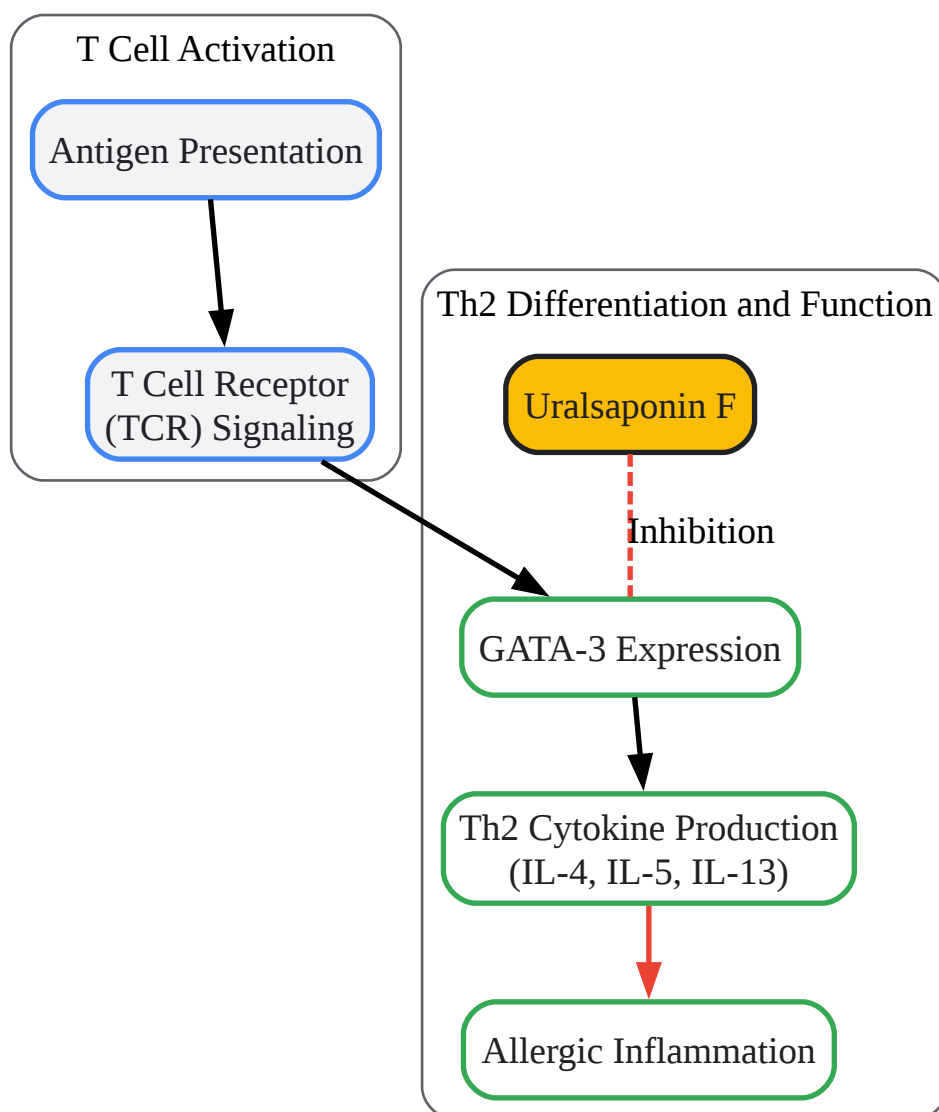 T Cell Activation
Antigen Presentation
T Cell Receptor
(TCR) Signaling
Th2 Differentiation and Function
Uralsaponin F
Inhibition
GATA-3 Expression
Th2 Cytokine Production
(IL-4, IL-5, IL-13)
Allergic Inflammation